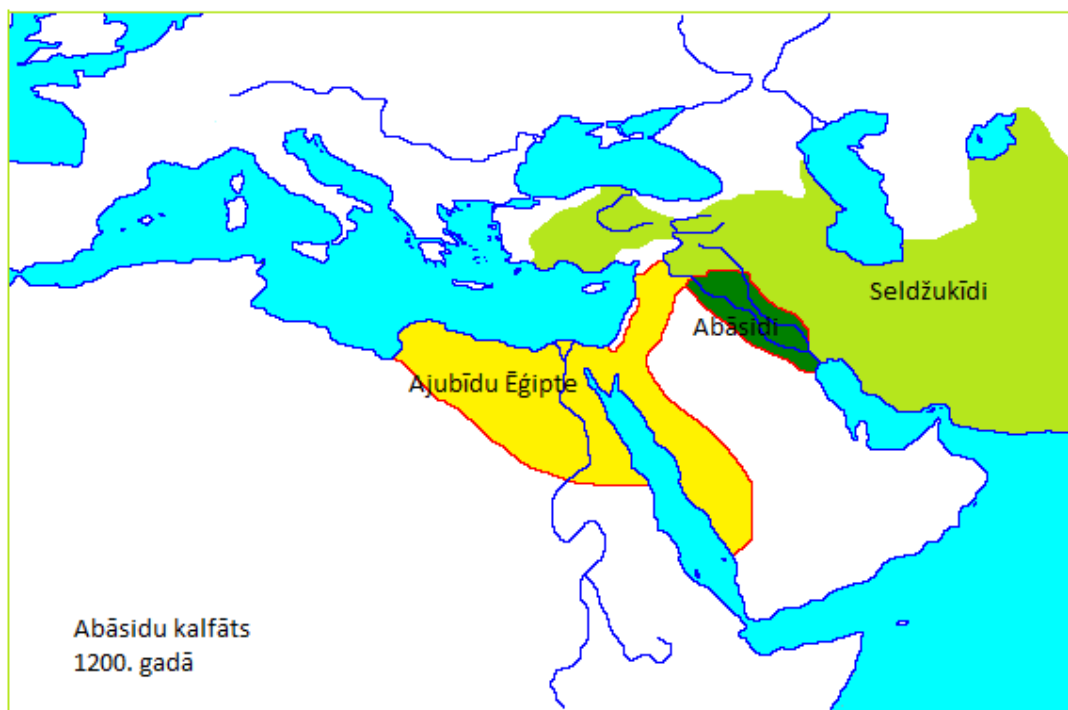 Seldžukīdi
Abāsīdi
Ajubīdu Ēģipte
Abāsidu kalfāts
1200. gadā